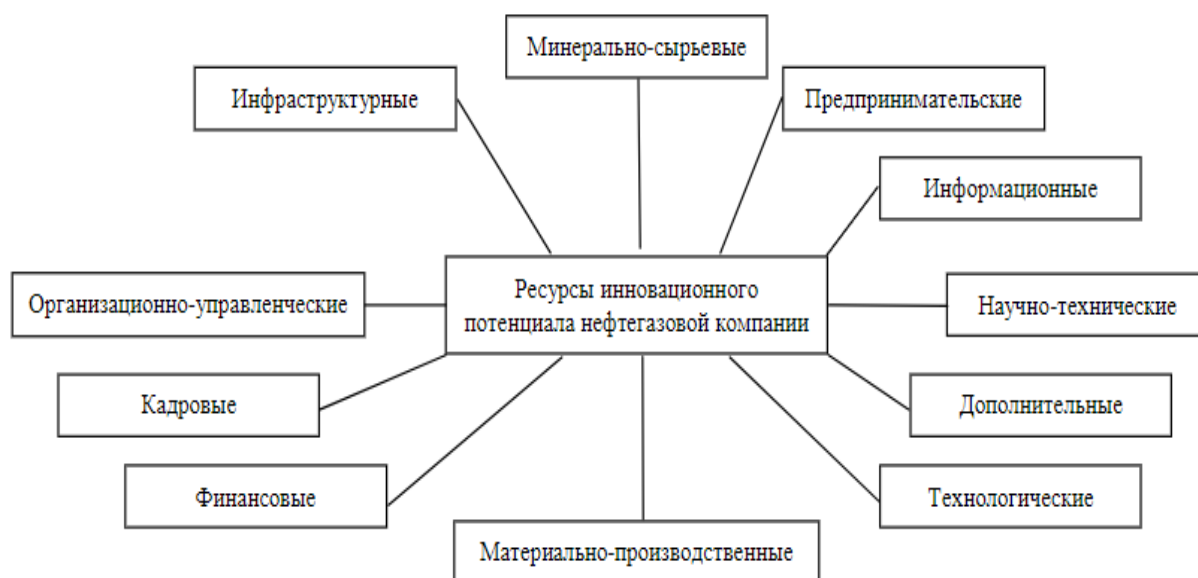 Минерально-сырьевые
Инфраструктурные
Предпринимательские
Информационные
Ресурсы инновационного
потенциала нефтегазовой компании
Организационно-управленческие
Научно-технические
Кадровые
Дополнительные
Финансовые
Технологические
Материально-производственные